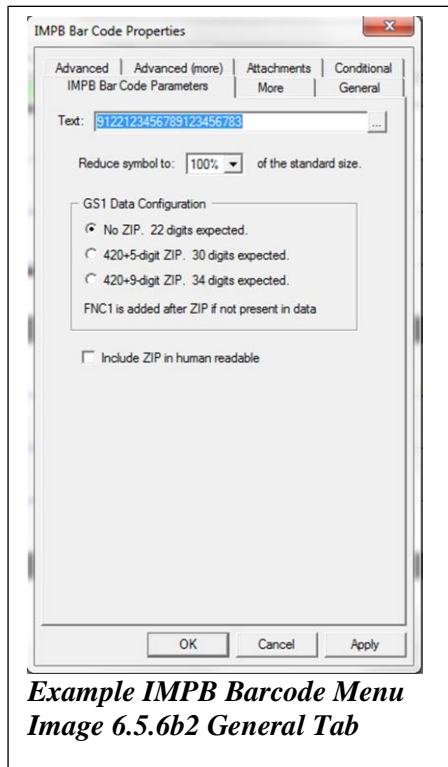 IMPB Bar Code Properties
Advanced Advanced (more) Attachments Conditional
IMPB Bar Code Parameters More General
Text: 9122123456789123456783 ...
Reduce symbol to: 100% of the standard size.
GS1 Data Configuration
No ZIP. 22 digits expected.
420+5-digit ZIP. 30 digits expected.
420+9-digit ZIP. 34 digits expected.
FNC1 is added after ZIP if not present in data
Include ZIP in human readable
OK Cancel Apply
Example IMPB Barcode Menu
Image 6.5.6b2 General Tab